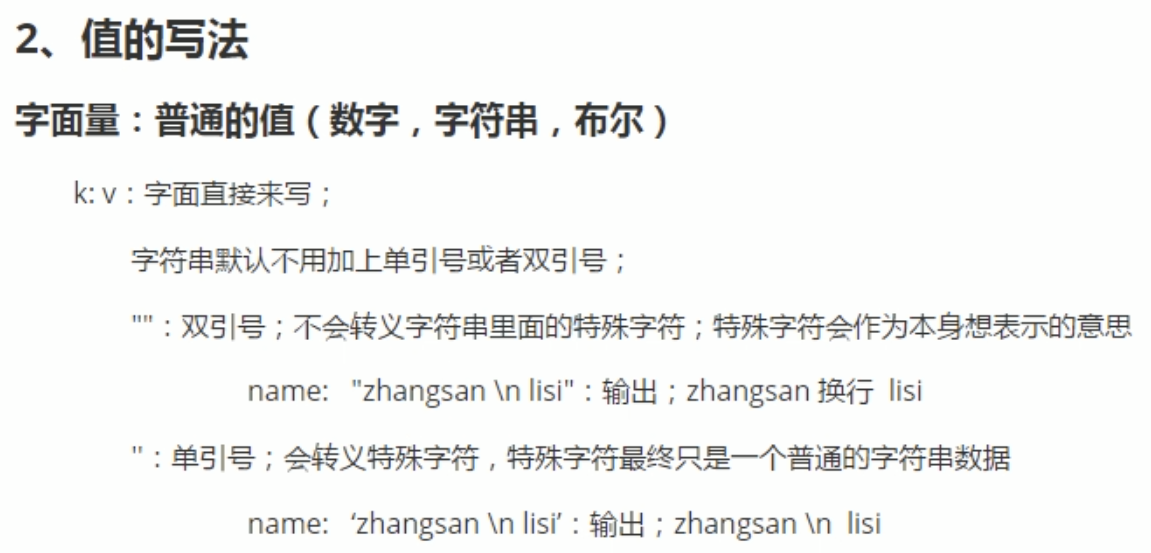 2、值的写法
字面量：普通的值（数字，字符串，布尔）
k: v：字面直接来写；
字符串默认不用加上单引号或者双引号；
""：双引号；不会转义字符串里面的特殊字符；特殊字符会作为本身想表示的意思
name: "zhangsan \n lisi"：输出；zhangsan 换行 lisi
''：单引号；会转义特殊字符，特殊字符最终只是一个普通的字符串数据
name: ‘zhangsan \n lisi’：输出；zhangsan \n lisi